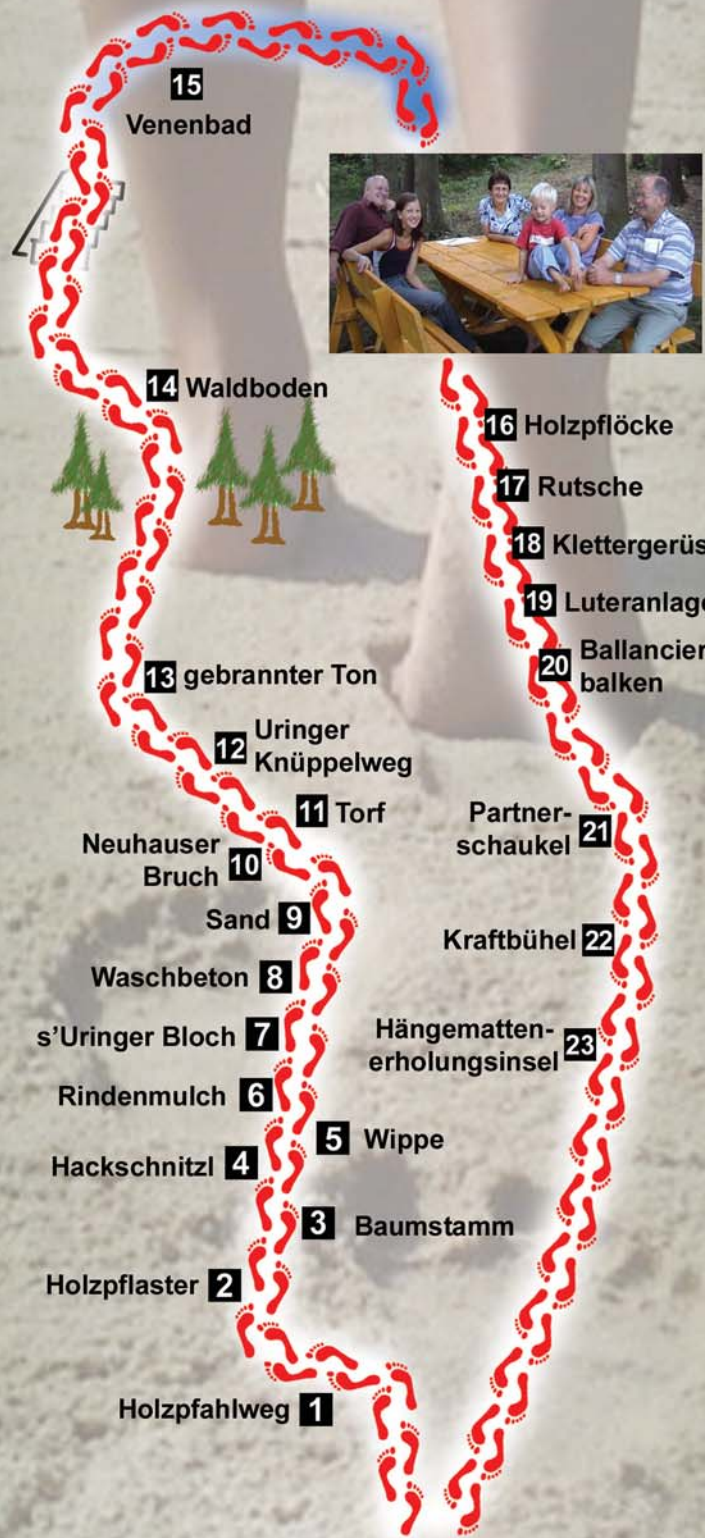 15
Venenbad
14 Waldboden
16 Holzpflöcke
17 Rutsche
18 Klettergerüs
19 Luteranlage
20 Ballancier
balken
13 gebrannter Ton
12 Uringer
Knüppelweg
11 Torf
Neuhauser
Bruch 10
Sand 9
Waschbeton 8
s'Uringer Bloch 7
Rindenmulch 6
5 Wippe
Hackschnitzl 4
3 Baumstamm
Holzpflaster 2
Holzpfahlweg 1
Partner-
schaukel 21
Kraftbühel 22
Hängematten-
erholungsinsel 23